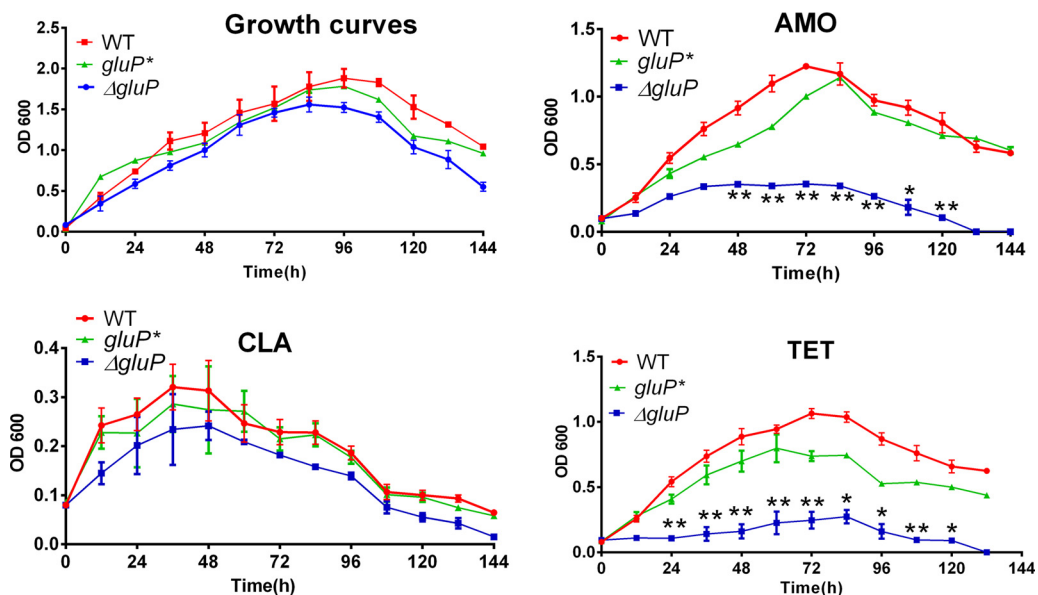 Growth curves
WT
gluP*
ΔgluP
OD 600
2.5
2.0
1.5
1.0
0.5
0.0
0 24 48 72 96 120 144
Time(h)
AMO
WT
gluP*
ΔgluP
OD 600
1.5
1.0
0.5
0.0
** ** ** ** ** * **
0 24 48 72 96 120 144
Time(h)
CLA
WT
gluP*
ΔgluP
OD 600
0.4
0.3
0.2
0.1
0.0
0 24 48 72 96 120 144
Time(h)
TET
WT
gluP*
ΔgluP
OD 600
1.5
1.0
0.5
0.0
** ** ** ** ** * * ** *
0 24 48 72 96 120 144
Time(h)